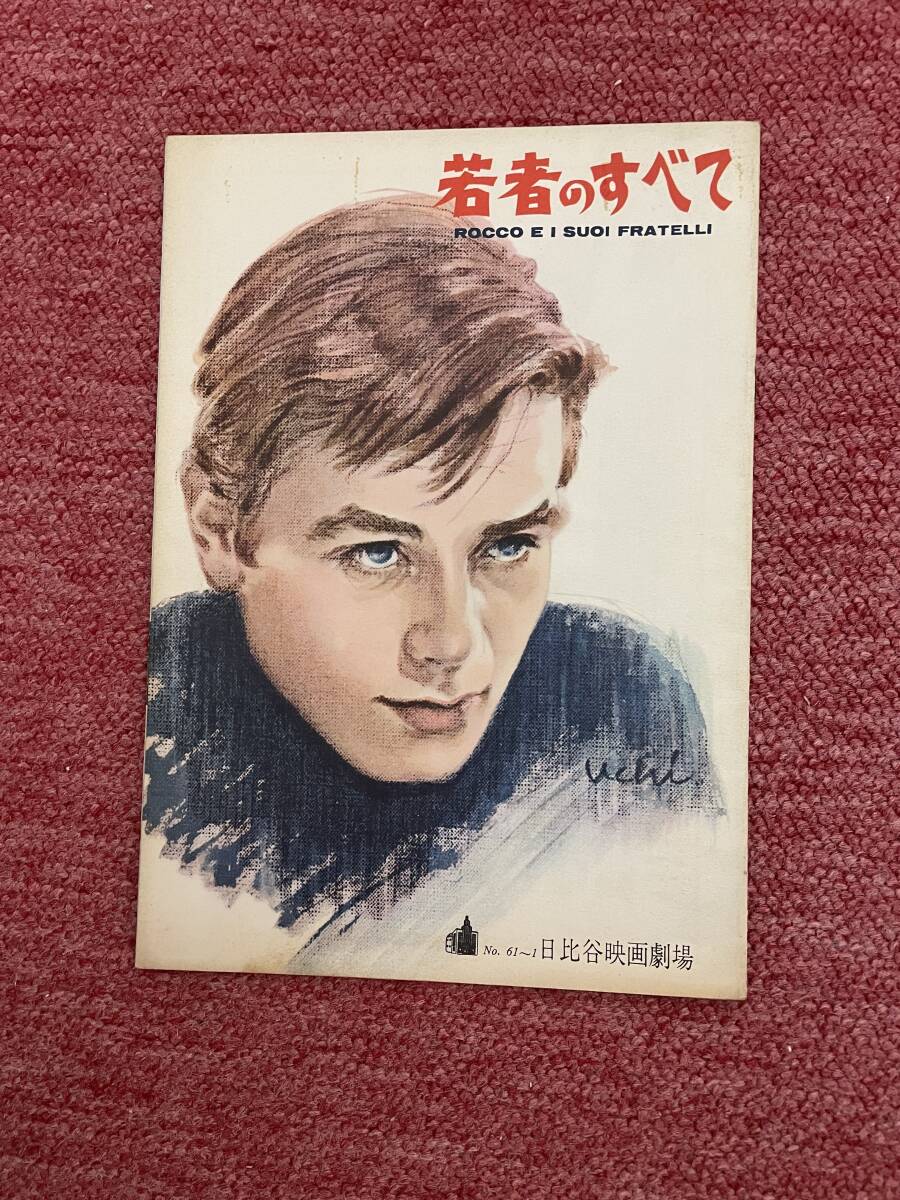 若者のすべて
ROCCO E I SUOI FRATELLI
uchi.
No. 61~1 日比谷映画劇場